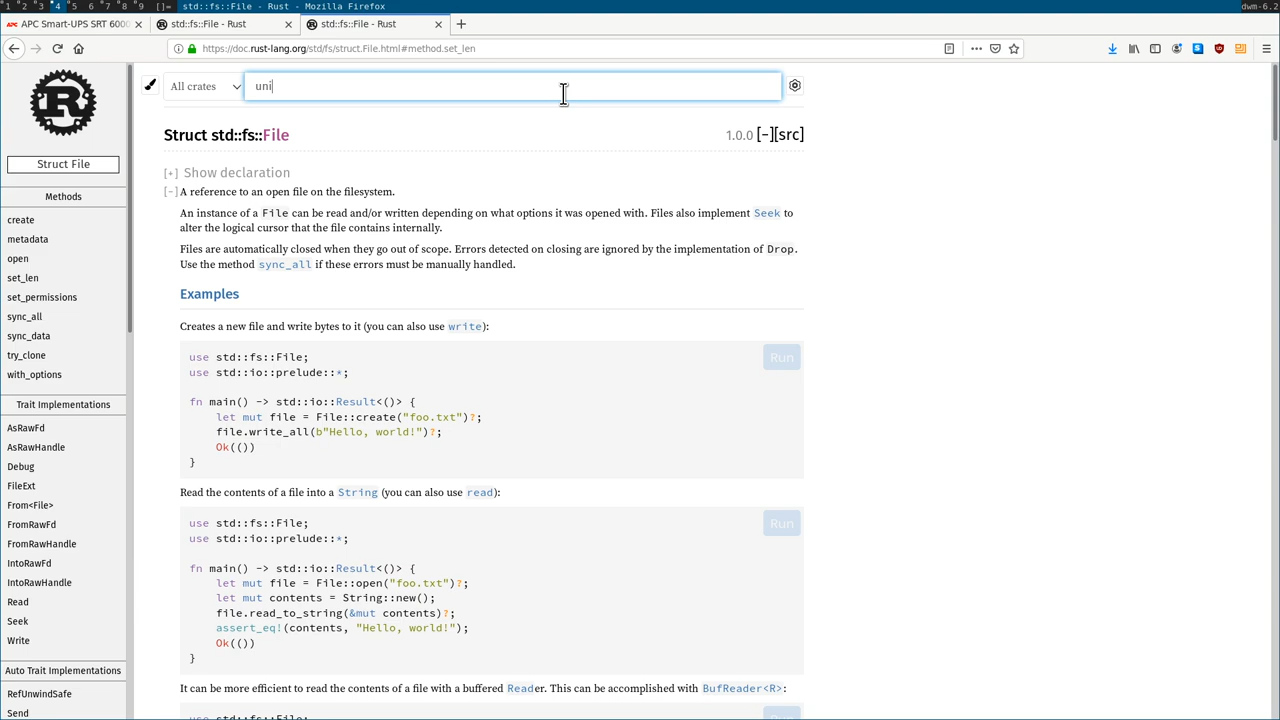 1 2 3 4 5 6 7 8 9 []= std::fs::File - Rust - Mozilla Firefox dwm-6.2
APC APC Smart-UPS SRT 6000 std::fs::File - Rust std::fs::File - Rust
https://doc.rust-lang.org/std/fs/struct.File.html#method.set_len
All crates uni
Struct std::fs::File 1.0.0 [-][src]
Struct File
[+] Show declaration
[-] A reference to an open file on the filesystem.
Methods
An instance of a File can be read and/or written depending on what options it was opened with. Files also implement Seek to
alter the logical cursor that the file contains internally.
create
metadata
open
set_len
set_permissions
sync_all
sync_data
try_clone
with_options
Files are automatically closed when they go out of scope. Errors detected on closing are ignored by the implementation of Drop.
Use the method sync_all if these errors must be manually handled.
Examples
Creates a new file and write bytes to it (you can also use write):
Run
use std::fs::File;
use std::io::prelude::*;
fn main() -> std::io::Result<()> {
    let mut file = File::create("foo.txt")?;
    file.write_all(b"Hello, world!")?;
    Ok(())
}
Trait Implementations
AsRawFd
AsRawHandle
Debug
FileExt
From<File>
FromRawFd
FromRawHandle
IntoRawFd
IntoRawHandle
Read
Seek
Write
Read the contents of a file into a String (you can also use read):
Run
use std::fs::File;
use std::io::prelude::*;
fn main() -> std::io::Result<()> {
    let mut file = File::open("foo.txt")?;
    let mut contents = String::new();
    file.read_to_string(&mut contents)?;
    assert_eq!(contents, "Hello, world!");
    Ok(())
}
Auto Trait Implementations
RefUnwindSafe
Send
It can be more efficient to read the contents of a file with a buffered Reader. This can be accomplished with BufReader<R>:
use std::fs::File;
Run